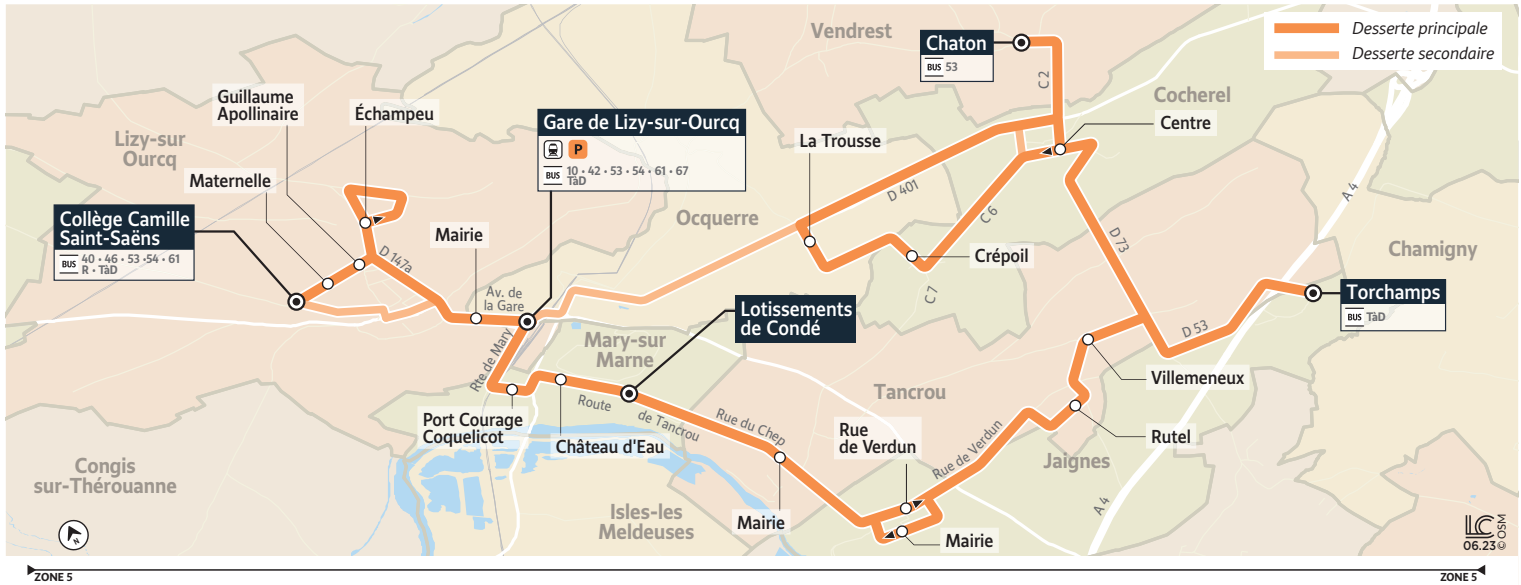 Desserte principale
Desserte secondaire
Vendrest
Chaton
BUS 53
C 2
Cocherel
Centre
Guillaume
Apollinaire
Échampeu
Lizy-sur
Ourcq
Maternelle
Gare de Lizy-sur-Ourcq
P
BUS 10 • 42 • 53 • 54 • 61 • 67
TàD
La Trousse
D 401
C 6
A 4
Collège Camille
Saint-Saëns
BUS 40 • 46 • 53 • 54 • 61
R • TàD
Mairie
D 147a
Ocquerre
Crépoil
D 73
Chamigny
Av. de
la Gare
C 7
Torchamps
BUS TàD
Lotissements
de Condé
D 53
Rte de Mary
Mary-sur
Marne
Villemeneux
Tancrou
Port Courage
Coquelicot
Route
de Tancrou
Château d'Eau
Rue du Chep
Rue
de Verdun
Rue de Verdun
Rutel
Jaignes
Congis
sur-Thérouanne
Isles-les
Meldeuses
Mairie
Mairie
A 4
LC
06.23 © OSM
ZONE 5
ZONE 5